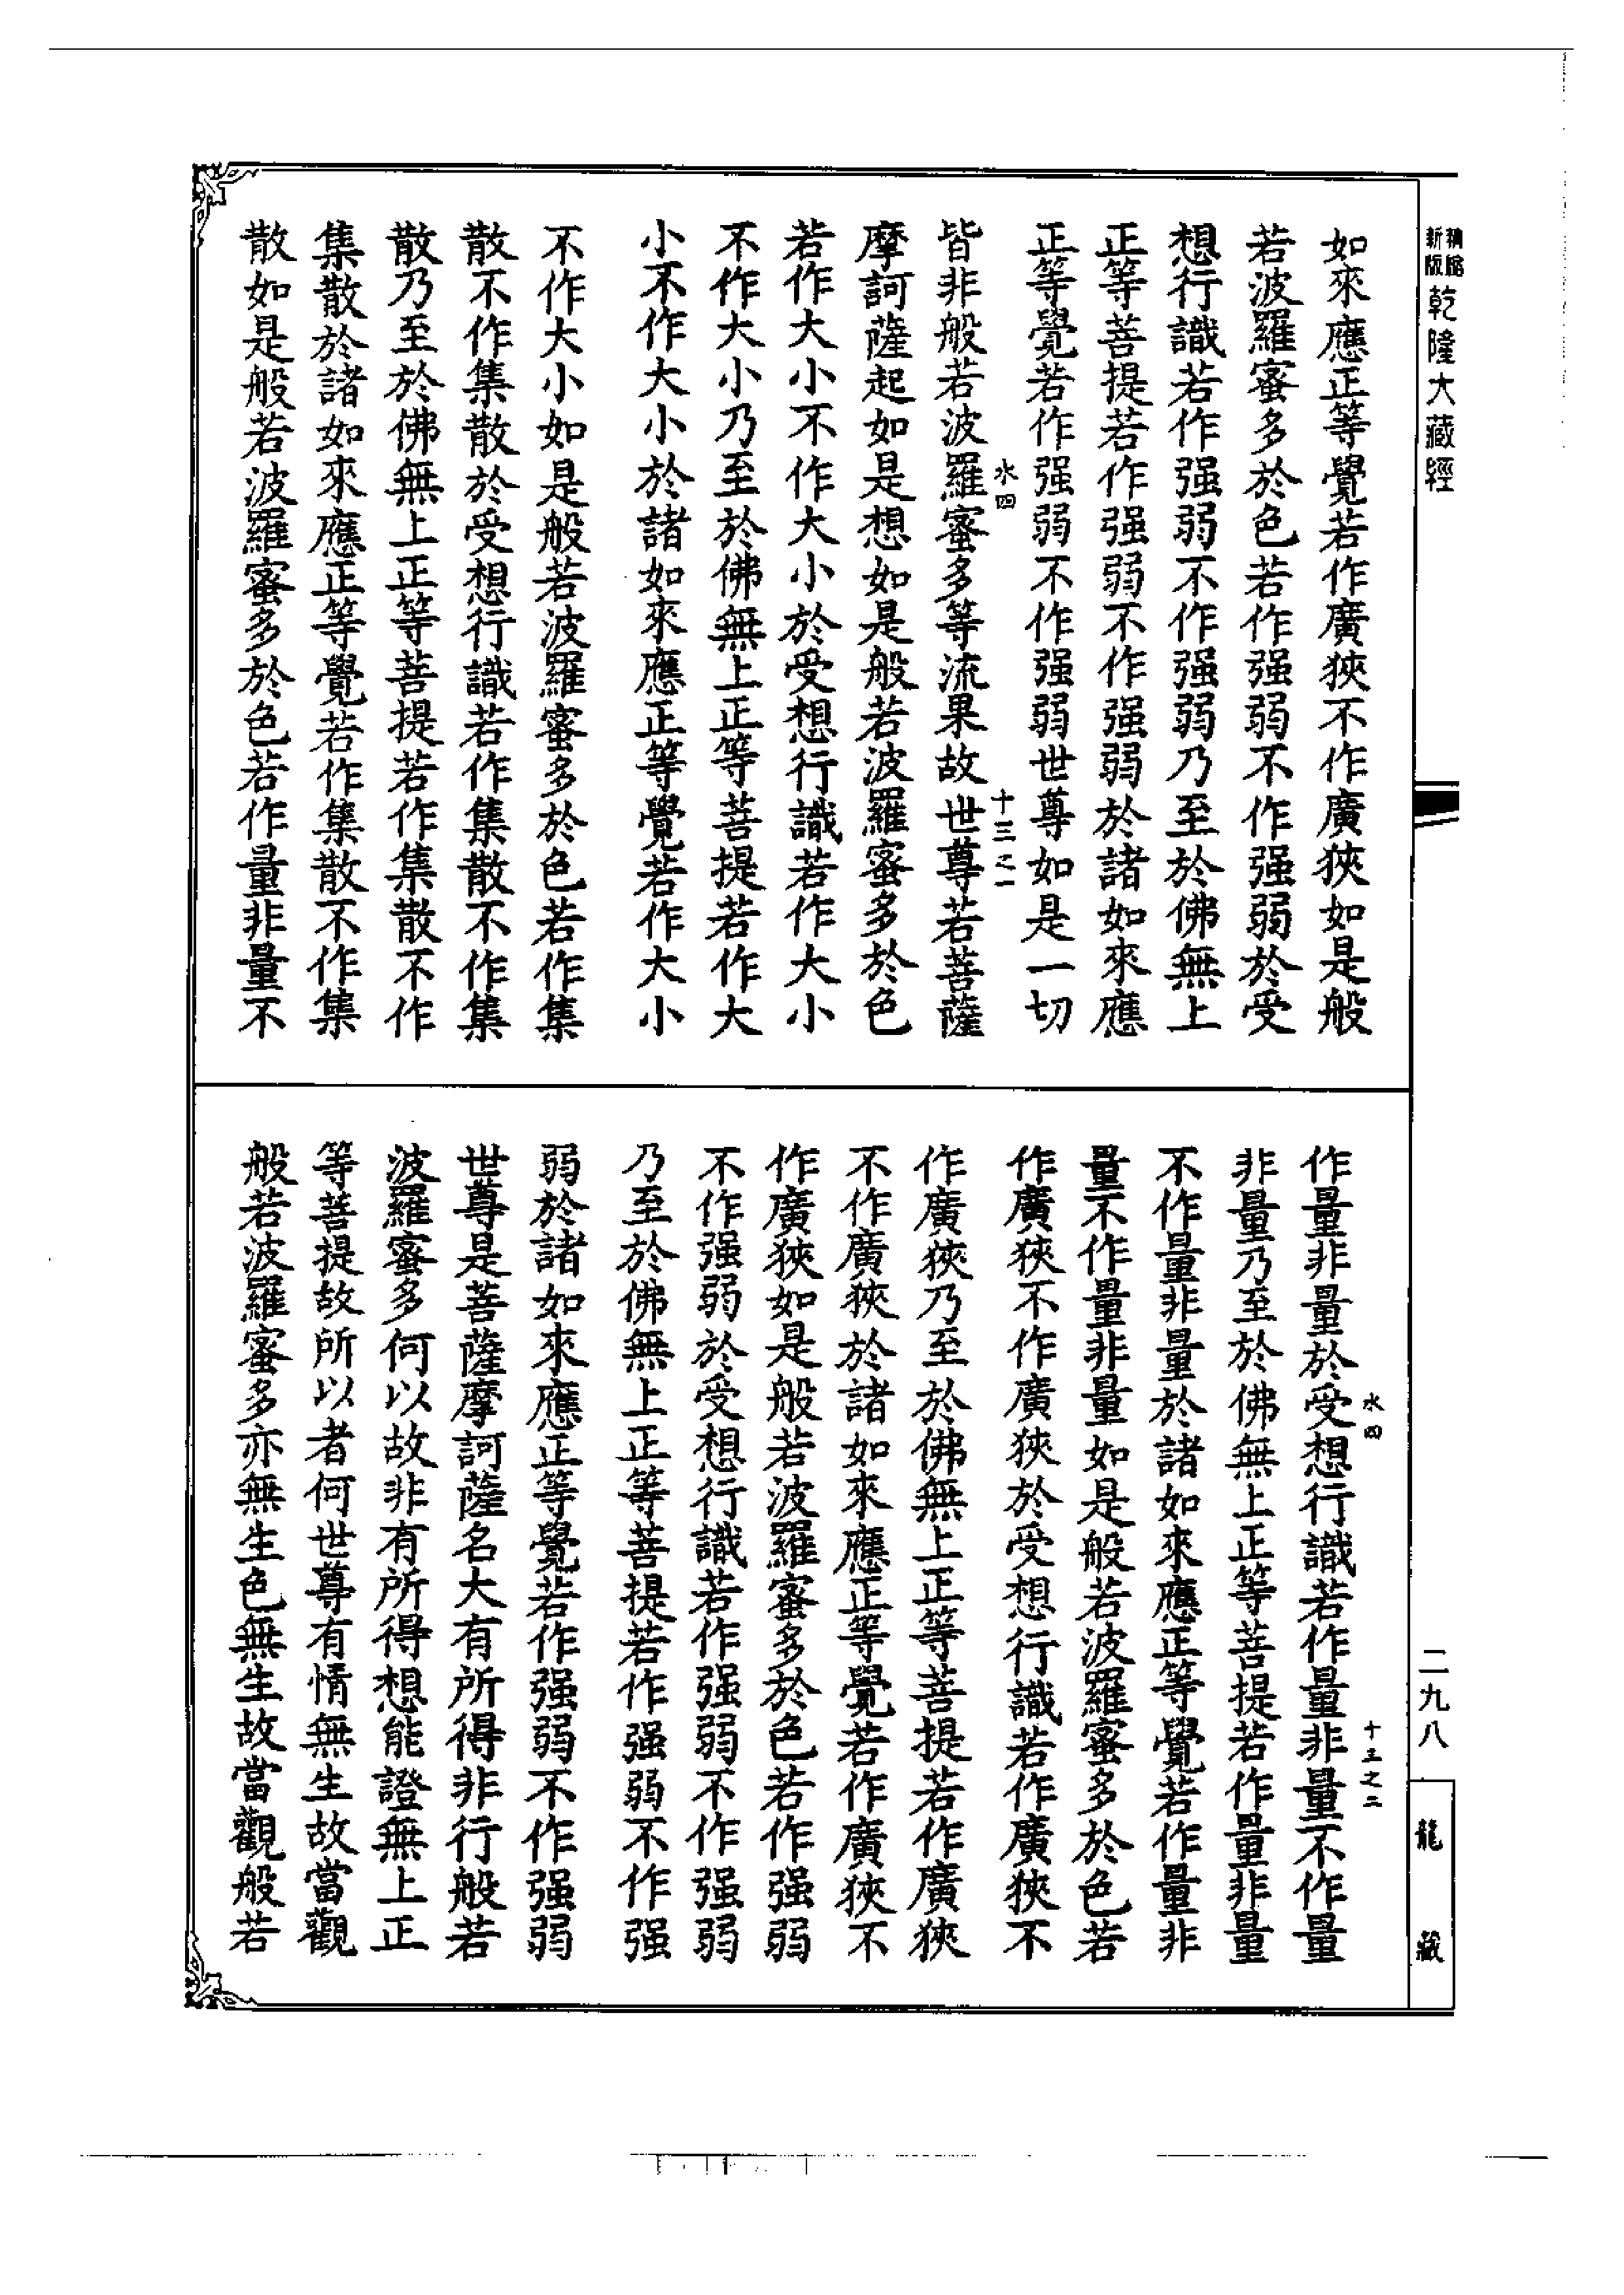 精縮
新版
乾隆大藏經
如來應正等覺若作廣狹不作廣狹如是般
若波羅蜜多於色若作强弱不作强弱於受
想行識若作强弱不作强弱乃至於佛無上
正等菩提若作强弱不作强弱於諸如來應
正等覺若作强弱不作强弱世尊如是一切
水四
十三之一
皆非般若波羅蜜多等流果故世尊若菩薩
摩訶薩起如是想如是般若波羅蜜多於色
若作大小不作大小於受想行識若作大小
不作大小乃至於佛無上正等菩提若作大
小不作大小於諸如來應正等覺若作大小
不作大小如是般若波羅蜜多於色若作集
散不作集散於受想行識若作集散不作集
散乃至於佛無上正等菩提若作集散不作
集散於諸如來應正等覺若作集散不作集
散如是般若波羅蜜多於色若作量非量不
水四
十三之二
作量非量於受想行識若作量非量不作量
非量乃至於佛無上正等菩提若作量非量
不作量非量於諸如來應正等覺若作量非
量不作量非量如是般若波羅蜜多於色若
作廣狹不作廣狹於受想行識若作廣狹不
作廣狹乃至於佛無上正等菩提若作廣狹
不作廣狹於諸如來應正等覺若作廣狹不
作廣狹如是般若波羅蜜多於色若作强弱
不作强弱於受想行識若作强弱不作强弱
乃至於佛無上正等菩提若作强弱不作强
弱於諸如來應正等覺若作强弱不作强弱
世尊是菩薩摩訶薩名大有所得非行般若
波羅蜜多何以故非有所得想能證無上正
等菩提故所以者何世尊有情無生故當觀
般若波羅蜜多亦無生色無生故當觀般若
二九八
龍藏